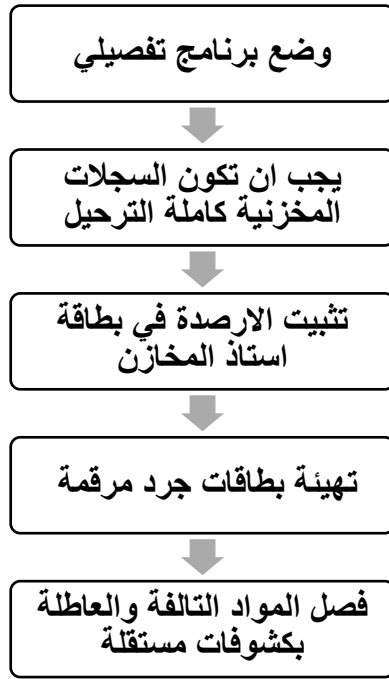 وضع برنامج تفصيلي
يجب ان تكون السجلات
المخزنية كاملة الترحيل
تثبيت الارصدة في بطاقة
استاذ المخازن
تهيئة بطاقات جرد مرقمة
فصل المواد التالفة والعاطلة
بكشوفات مستقلة